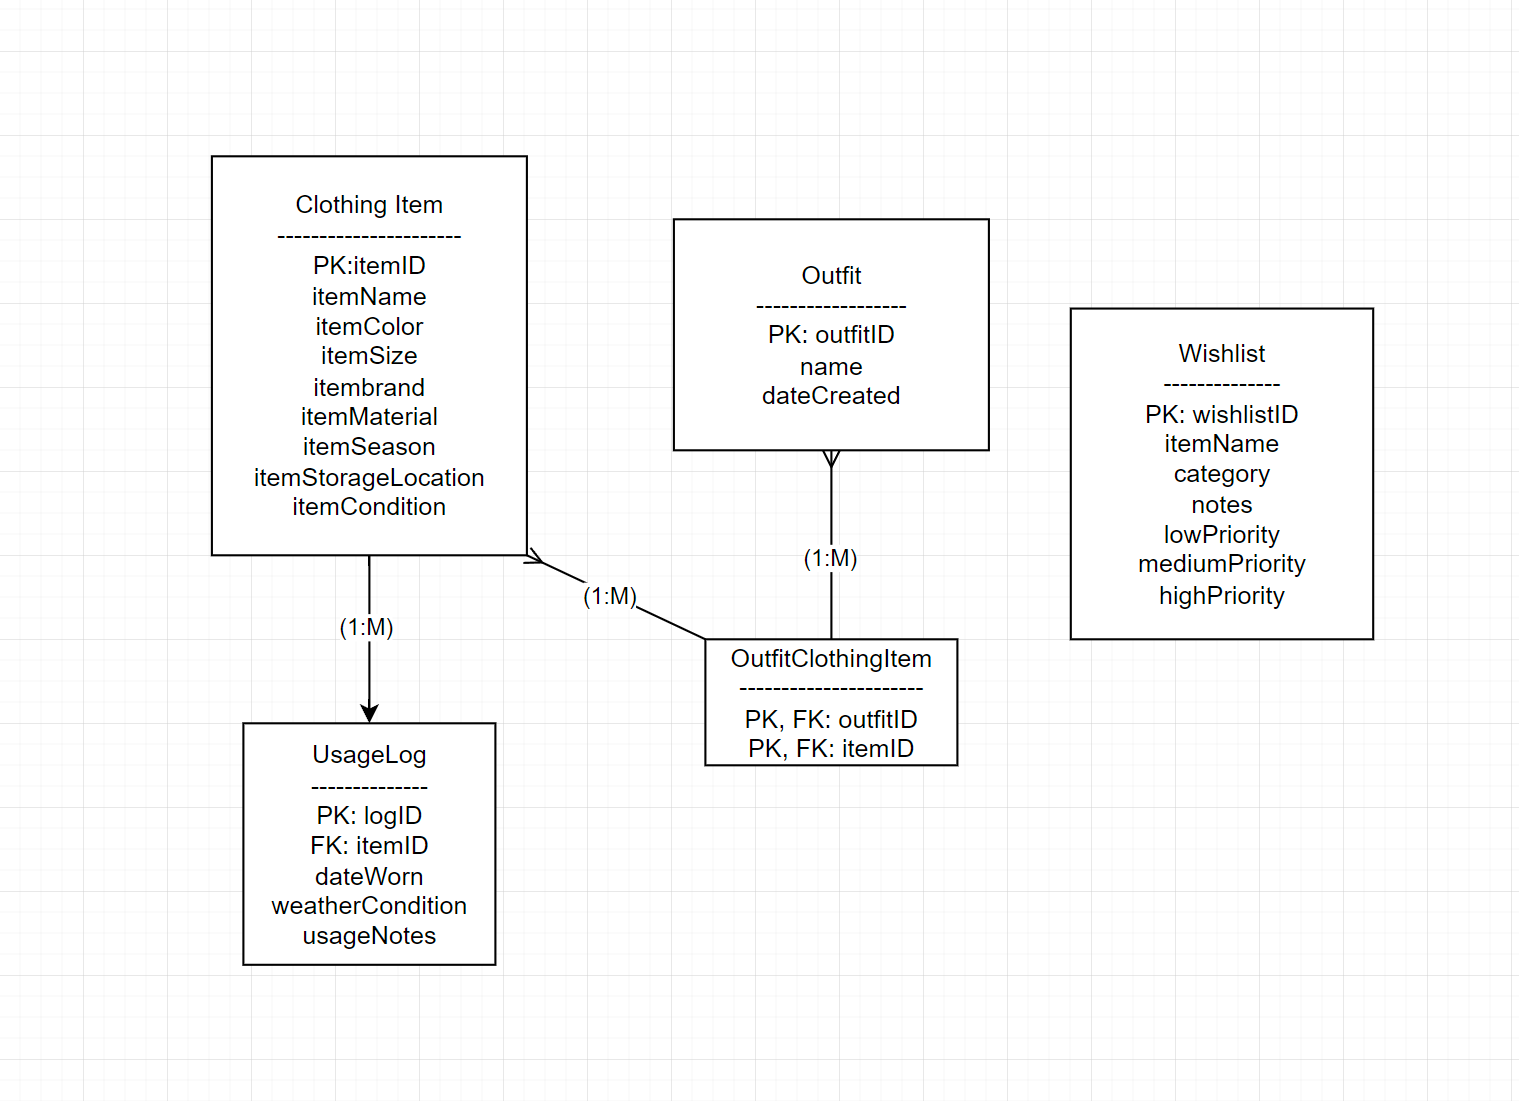 Clothing Item
----------------------
PK:itemID
itemName
itemColor
itemSize
itembrand
itemMaterial
itemSeason
itemStorageLocation
itemCondition
Outfit
------------------
PK: outfitID
name
dateCreated
Wishlist
--------------
PK: wishlistID
itemName
category
notes
lowPriority
mediumPriority
highPriority
(1:M)
(1:M)
(1:M)
OutfitClothingItem
----------------------
PK, FK: outfitID
PK, FK: itemID
UsageLog
--------------
PK: logID
FK: itemID
dateWorn
weatherCondition
usageNotes